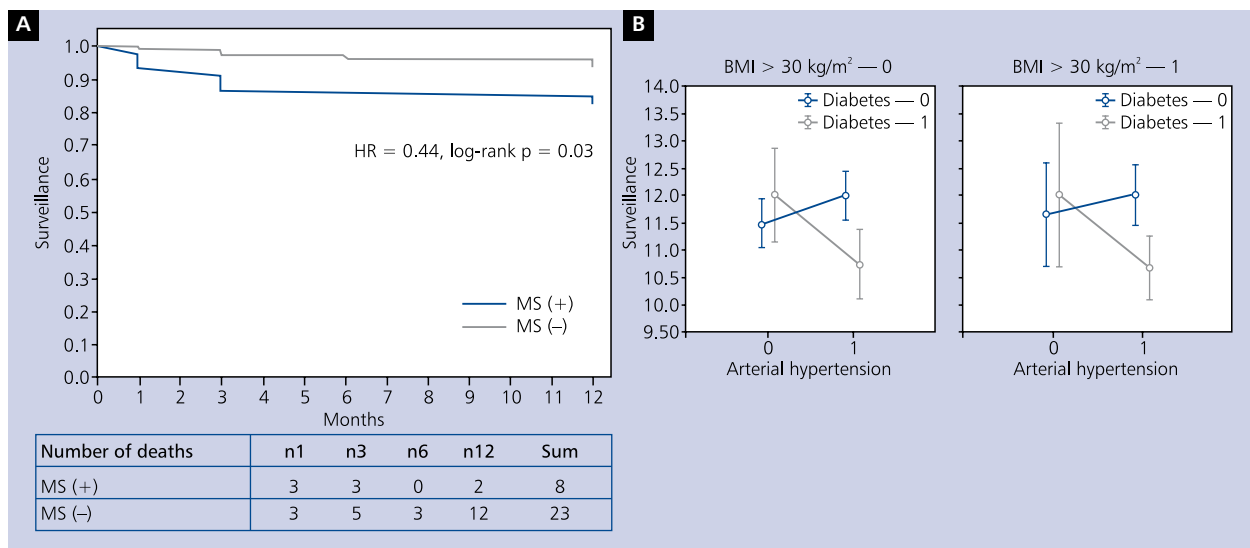 A
1.0
0.9
0.8
0.7
0.6
0.5
0.4
0.3
0.2
0.1
0.0
Surveillance
HR = 0.44, log-rank p = 0.03
MS (+)
MS (–)
0 1 2 3 4 5 6 7 8 9 10 11 12
Months
Number of deaths n1 n3 n6 n12 Sum
MS (+) 3 3 0 2 8
MS (–) 3 5 3 12 23
B
BMI > 30 kg/m² — 0
14.0
13.0
12.5
12.0
11.5
11.0
10.5
10.0
9.50
Surveillance
Diabetes — 0
Diabetes — 1
0 1
Arterial hypertension
BMI > 30 kg/m² — 1
Diabetes — 0
Diabetes — 1
0 1
Arterial hypertension